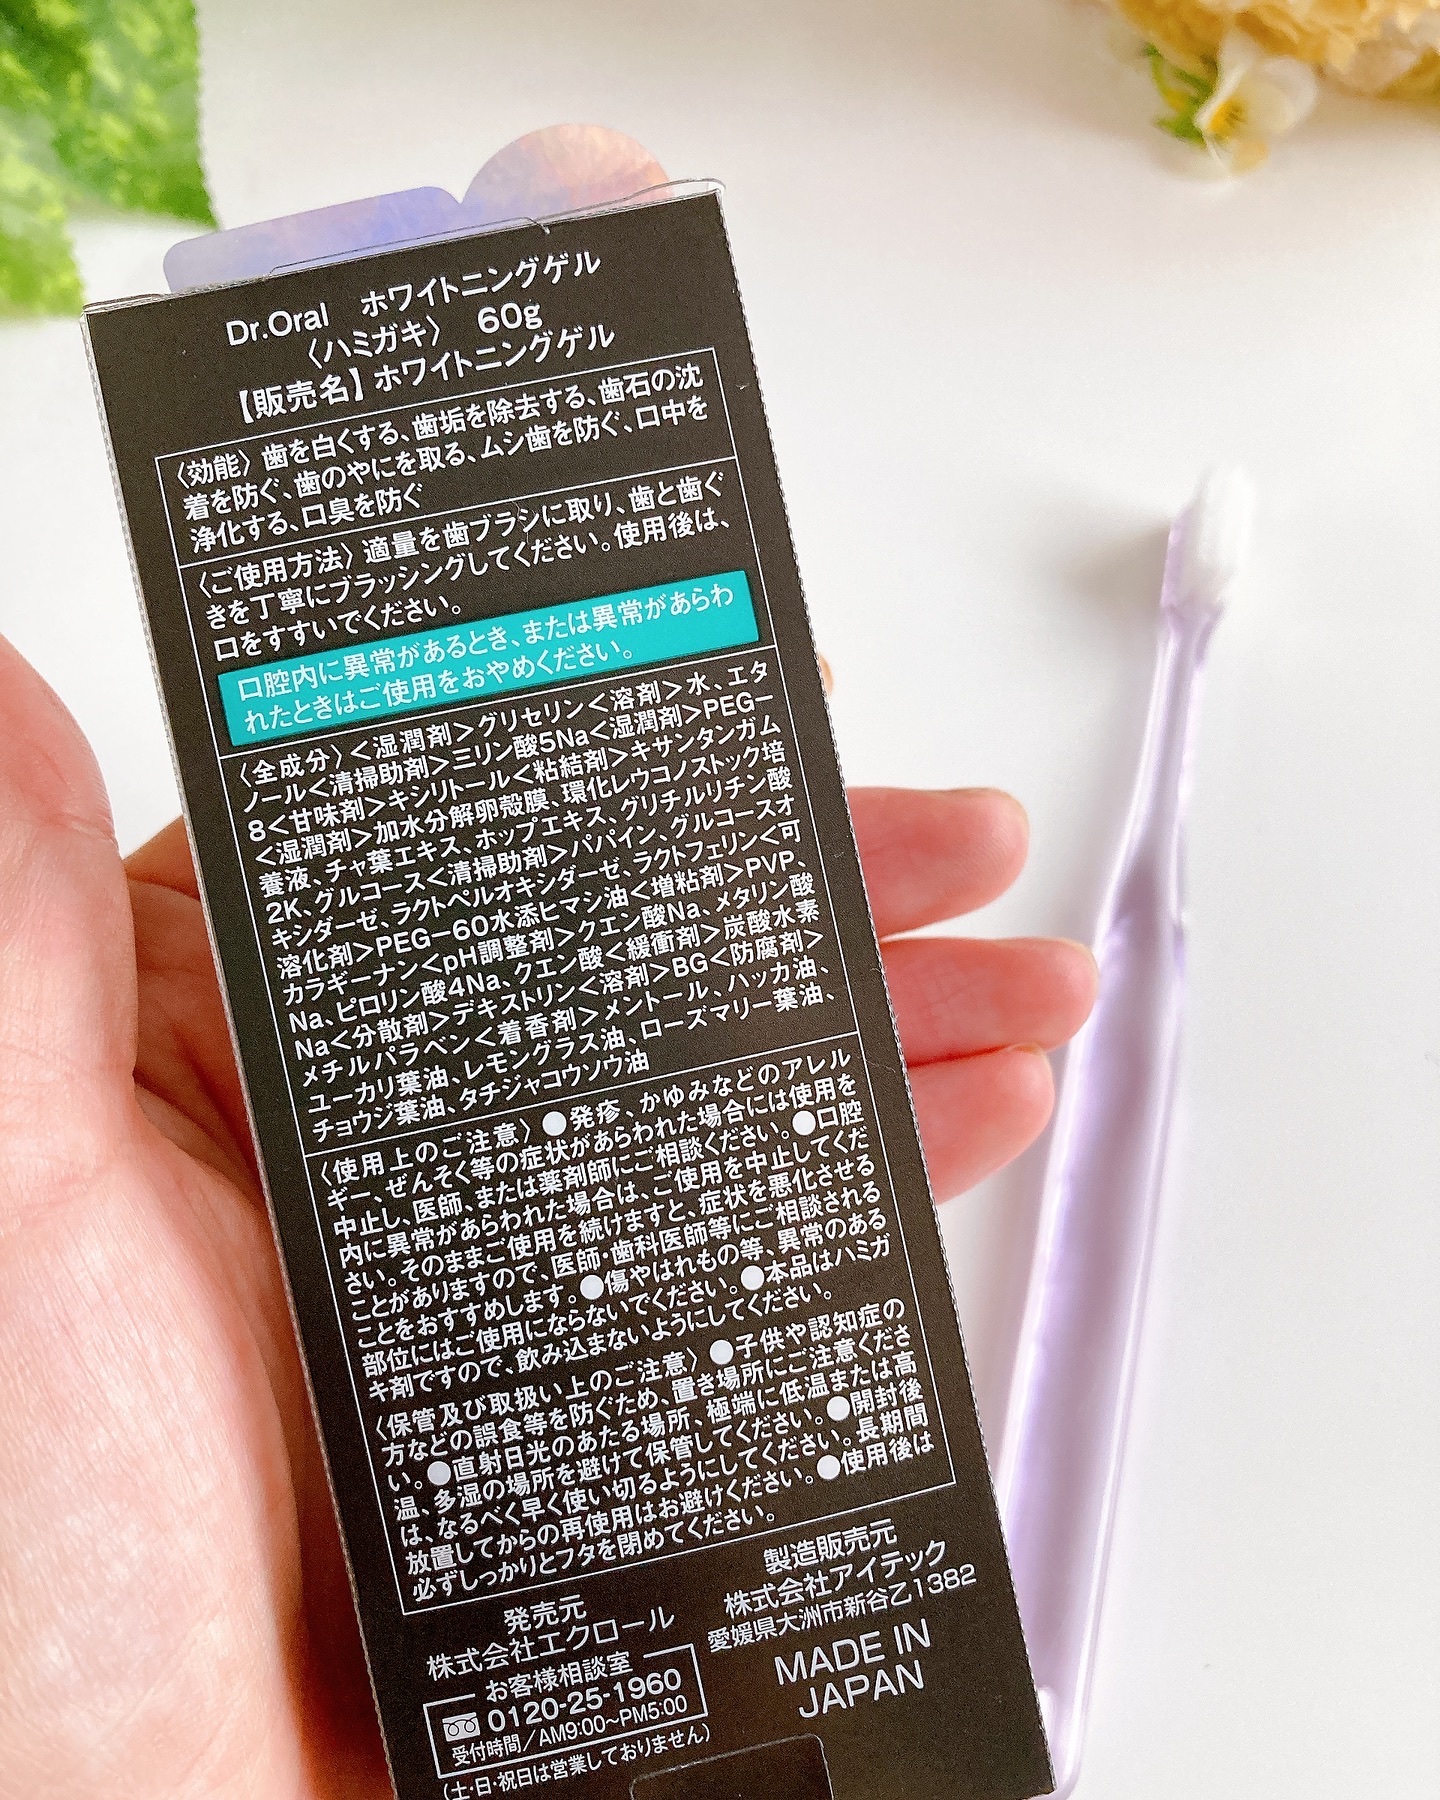 Dr.Oral　ホワイトニングゲル
〈ハミガキ〉　60g
【販売名】ホワイトニングゲル
〈効能〉歯を白くする、歯垢を除去する、歯石の沈
着を防ぐ、歯のやにを取る、ムシ歯を防ぐ、口中を
浄化する、口臭を防ぐ
〈ご使用方法〉適量を歯ブラシに取り、歯と歯ぐ
きを丁寧にブラッシングしてください。使用後は、
口をすすいでください。
口腔内に異常があるとき、または異常があらわ
れたときはご使用をおやめください。
〈全成分〉<湿潤剤>グリセリン<溶剤>水、エタ
ノール<清掃助剤>ミリン酸5Na<湿潤剤>PEG-
8<甘味剤>キシリトール<粘結剤>キサンタンガム
<湿潤剤>加水分解卵殻膜、環化レウコノストック培
養液、チャ葉エキス、ホップエキス、グリチルリチン酸
2K、グルコース<清掃助剤>パパイン、グルコースオ
キシダーゼ、ラクトペルオキシダーゼ、ラクトフェリン<可
溶化剤>PEG-60水添ヒマシ油<増粘剤>PVP、
カラギーナン<pH調整剤>クエン酸Na、メタリン酸
Na、ピロリン酸4Na、クエン酸<緩衝剤>炭酸水素
Na<分散剤>デキストリン<溶剤>BG<防腐剤>
メチルパラベン<着香剤>メントール、ハッカ油、
ユーカリ葉油、レモングラス油、ローズマリー葉油、
チョウジ葉油、タチジャコウソウ油
〈使用上のご注意〉●発疹、かゆみなどのアレル
ギー、ぜんそく等の症状があらわれた場合には使用を
中止し、医師、または薬剤師にご相談ください。●口腔
内に異常があらわれた場合は、ご使用を中止してくだ
さい。そのままご使用を続けますと、症状を悪化させる
ことがありますので、医師・歯科医師等にご相談される
ことをおすすめします。●傷やはれもの等、異常のある
部位にはご使用にならないでください。●本品はハミガ
キ剤ですので、飲み込まないようにしてください。
〈保管及び取扱い上のご注意〉●子供や認知症の
方などの誤食等を防ぐため、置き場所にご注意くださ
い。●直射日光のあたる場所、極端に低温または高
温、多湿の場所を避けて保管してください。●開封後
は、なるべく早く使い切るようにしてください。長期間
放置してからの再使用はお避けください。●使用後は
必ずしっかりとフタを閉めてください。
発売元
株式会社エクロール
お客様相談室
0120-25-1960
受付時間/AM9:00~PM5:00
(土・日・祝日は営業しておりません)
製造販売元
株式会社アイテック
愛媛県大洲市新谷乙1382
MADE IN
JAPAN